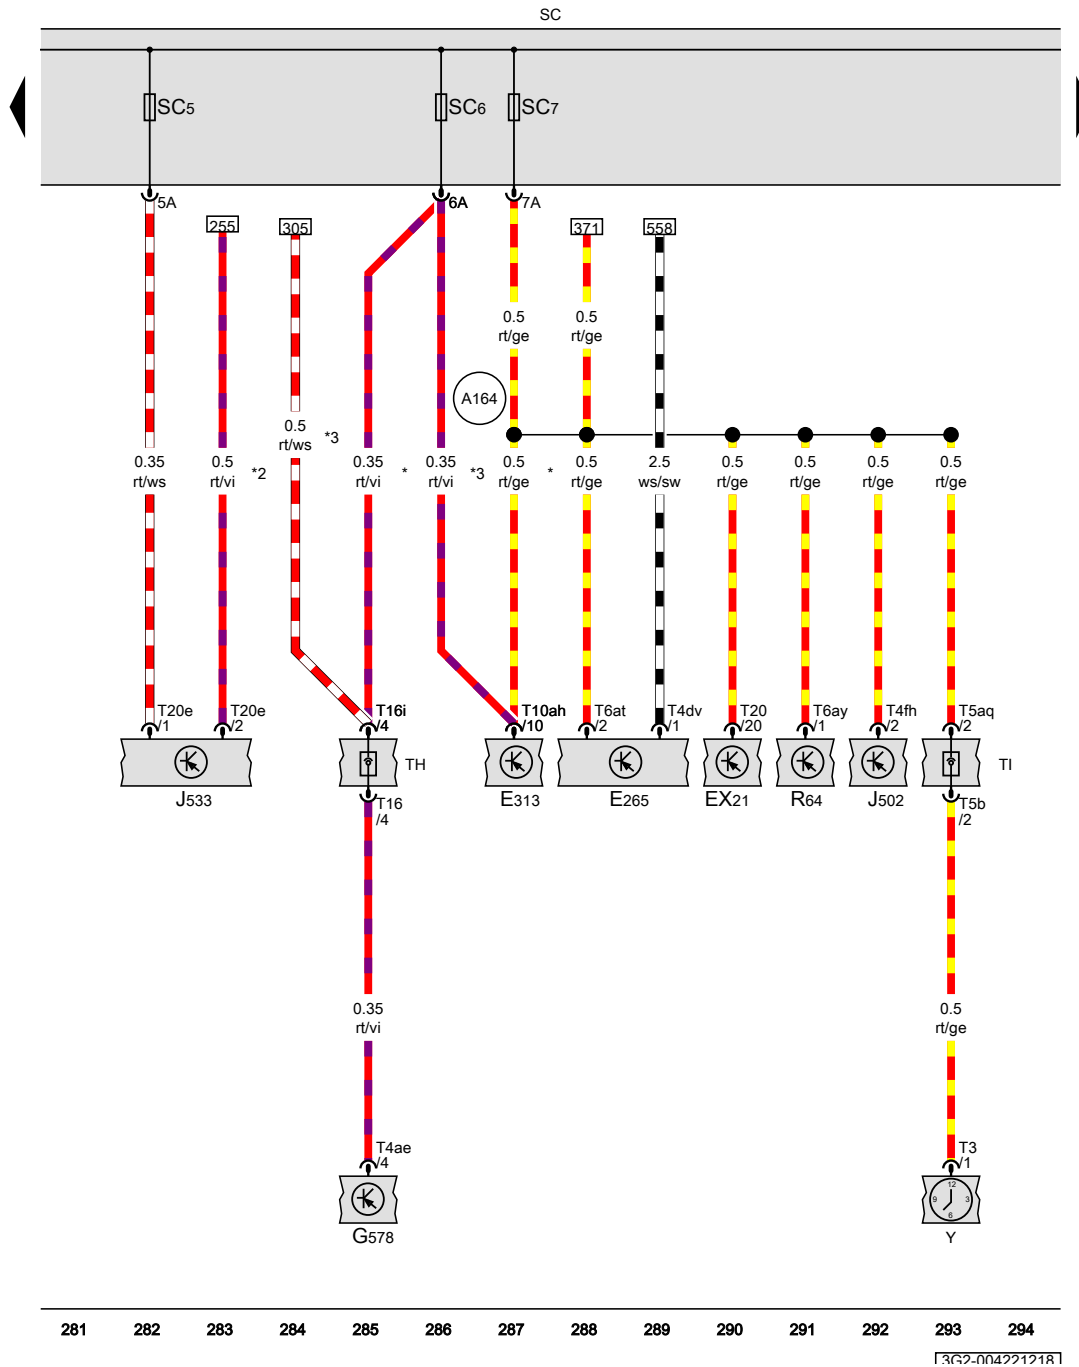 SC
SC5
SC6
SC7
5A
6A
7A
255
305
371
558
0.5
rt/ge
0.5
rt/ge
A164
0.5
rt/ws
*3
0.35
rt/ws
0.5
rt/vi
*2
0.35
rt/vi
*
0.35
rt/vi
*3
0.5
rt/ge
*
0.5
rt/ge
2.5
ws/sw
0.5
rt/ge
0.5
rt/ge
0.5
rt/ge
0.5
rt/ge
T20e
/1
T20e
/2
T16i
/4
T10ah
/10
T6at
/2
T4dv
/1
T20
/20
T6ay
/1
T4fh
/2
T5aq
/2
J533
TH
E313
E265
EX21
R64
J502
TI
T16
/4
T5b
/2
0.35
rt/vi
0.5
rt/ge
T4ae
/4
T3
/1
12
9
3
6
G578
Y
281 282 283 284 285 286 287 288 289 290 291 292 293 294
3G2-004221218